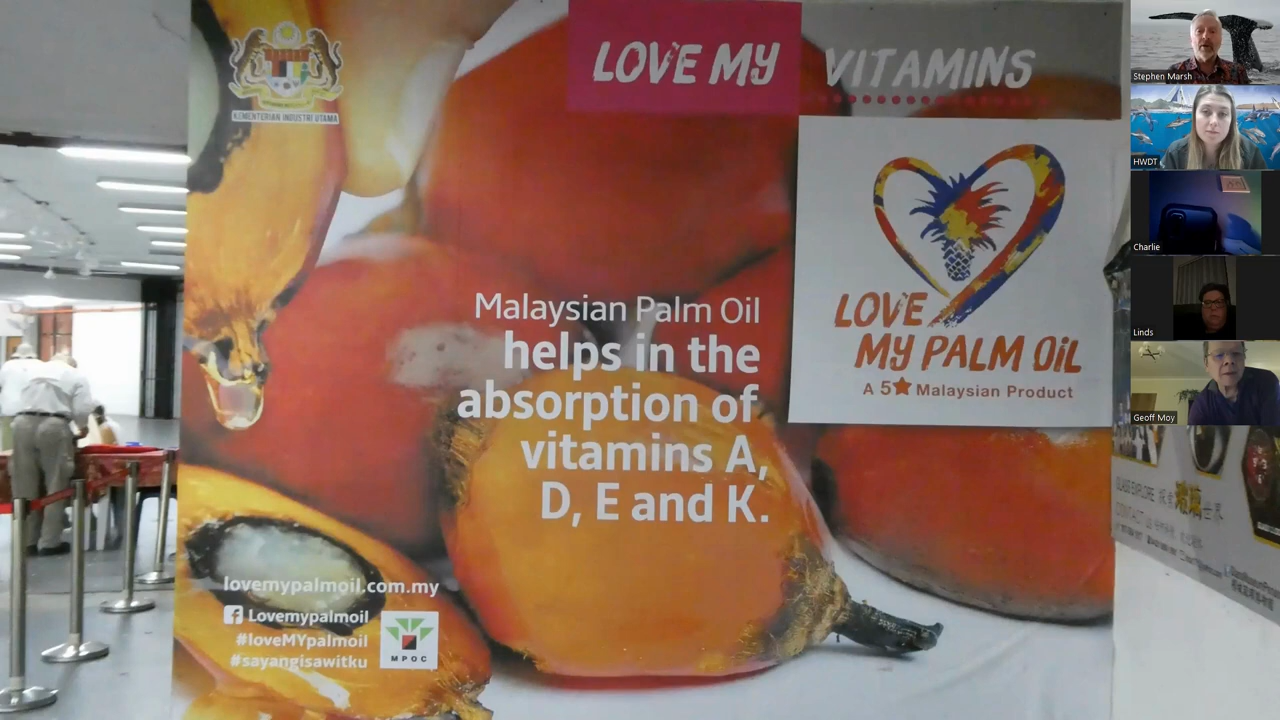 KEMENTERIAN INDUSTRI UTAMA
LOVE MY VITAMINS
LOVE
MY PALM OiL
A 5★ Malaysian Product
Malaysian Palm Oil
helps in the
absorption of
vitamins A,
D, E and K.
lovemypalmoil.com.my
Lovemypalmoil
#loveMYpalmoil
#sayangisawitku
MPOC
Stephen Marsh
HWDT
Charlie
Linds
Geoff Moy